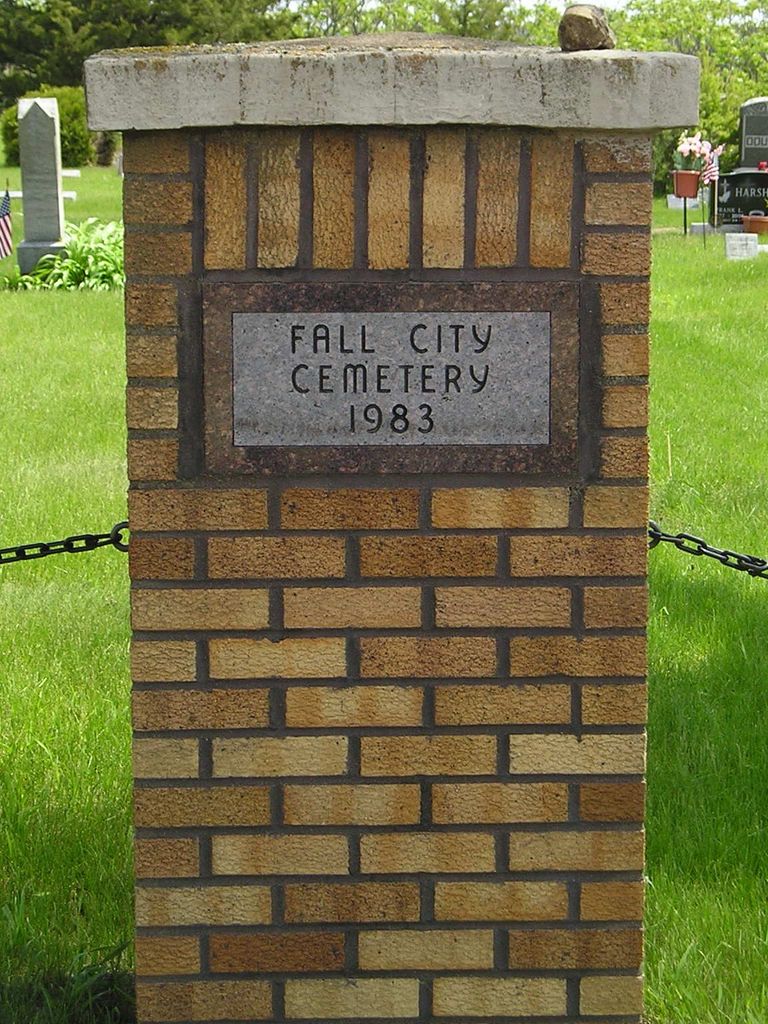 FALL CITY
CEMETERY
1983
HARSH